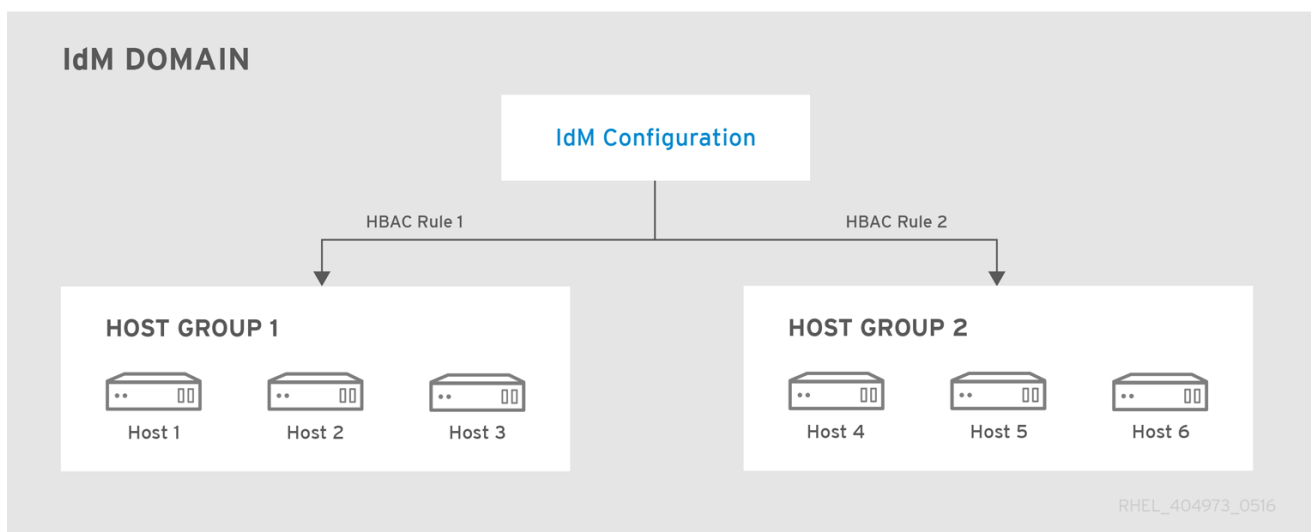 IdM DOMAIN
IdM Configuration
HBAC Rule 1
HBAC Rule 2
HOST GROUP 1
HOST GROUP 2
Host 1
Host 2
Host 3
Host 4
Host 5
Host 6
RHEL_404973_0516